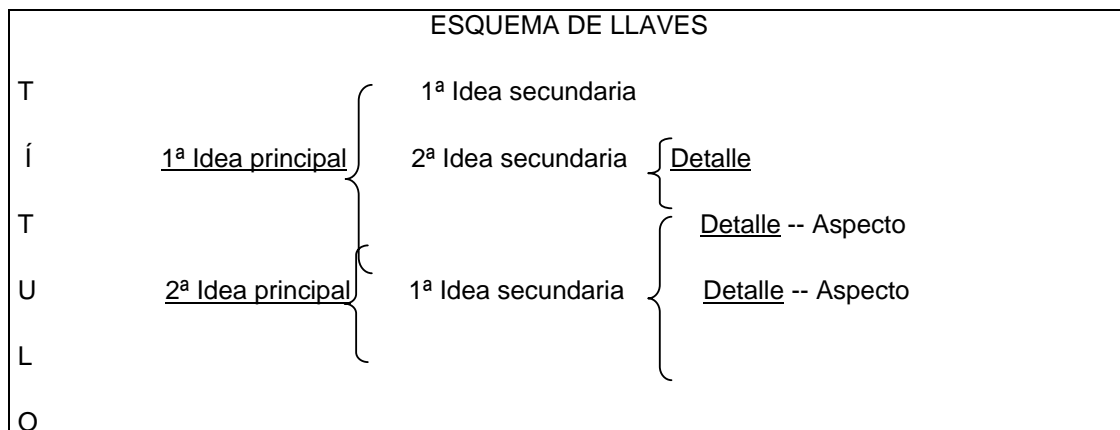 ESQUEMA DE LLAVES
T 1ª Idea secundaria
Í 1ª Idea principal 2ª Idea secundaria Detalle
T Detalle -- Aspecto
U 2ª Idea principal 1ª Idea secundaria Detalle -- Aspecto
L
O